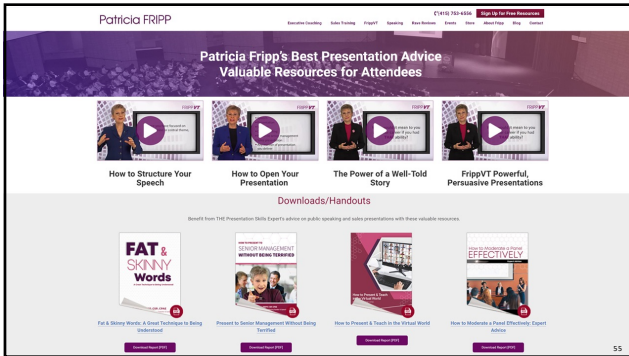 Patricia FRIPP
(415) 753-6556 Sign Up for Free Resources
Executive Coaching Sales Training FrippVT Speaking Rave Reviews Events Store About Fripp Blog Contact
Patricia Fripp's Best Presentation Advice
Valuable Resources for Attendees
FRIPPVT FRIPPVT FRIPPVT FRIPPVT
How to Structure Your
Speech
How to Open Your
Presentation
The Power of a Well-Told
Story
FrippVT Powerful,
Persuasive Presentations
Downloads/Handouts
Benefit from THE Presentation Skills Expert's advice on public speaking and sales presentations with these valuable resources.
FAT &
SKINNY
Words
SENIOR MANAGEMENT
WITHOUT BEING TERRIFIED
How to Present & Teach
in the Virtual World
How to Moderate a Panel
EFFECTIVELY
Fat & Skinny Words: A Great Technique to Being
Understood
Present to Senior Management Without Being
Terrified
How to Present & Teach in the Virtual World
How to Moderate a Panel Effectively: Expert
Advice
Download Report (PDF)
Download Report (PDF)
Download Report (PDF)
Download Report (PDF)
55